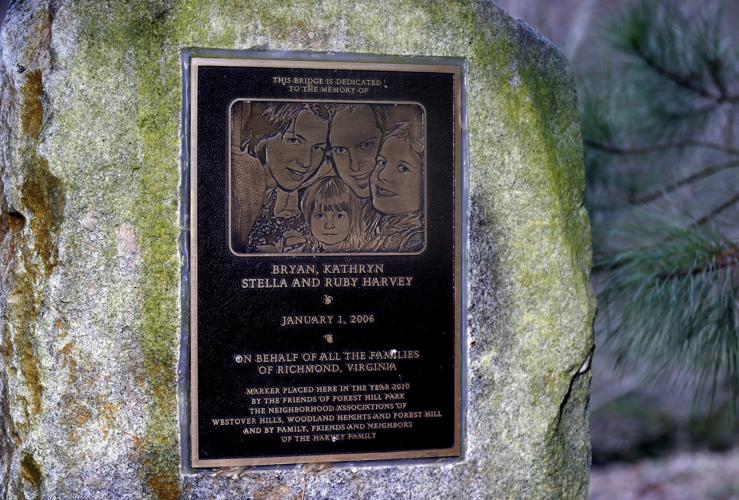 THIS BRIDGE IS DEDICATED
TO THE MEMORY OF
BRYAN, KATHRYN
STELLA AND RUBY HARVEY
JANUARY 1, 2006
ON BEHALF OF ALL THE FAMILIES
OF RICHMOND, VIRGINIA
MARKER PLACED HERE IN THE YEAR 2010
BY THE FRIENDS OF FOREST HILL PARK
THE NEIGHBORHOOD ASSOCIATIONS OF
WESTOVER HILLS, WOODLAND HEIGHTS AND FOREST HILL
AND BY FAMILY, FRIENDS AND NEIGHBORS
OF THE HARVEY FAMILY